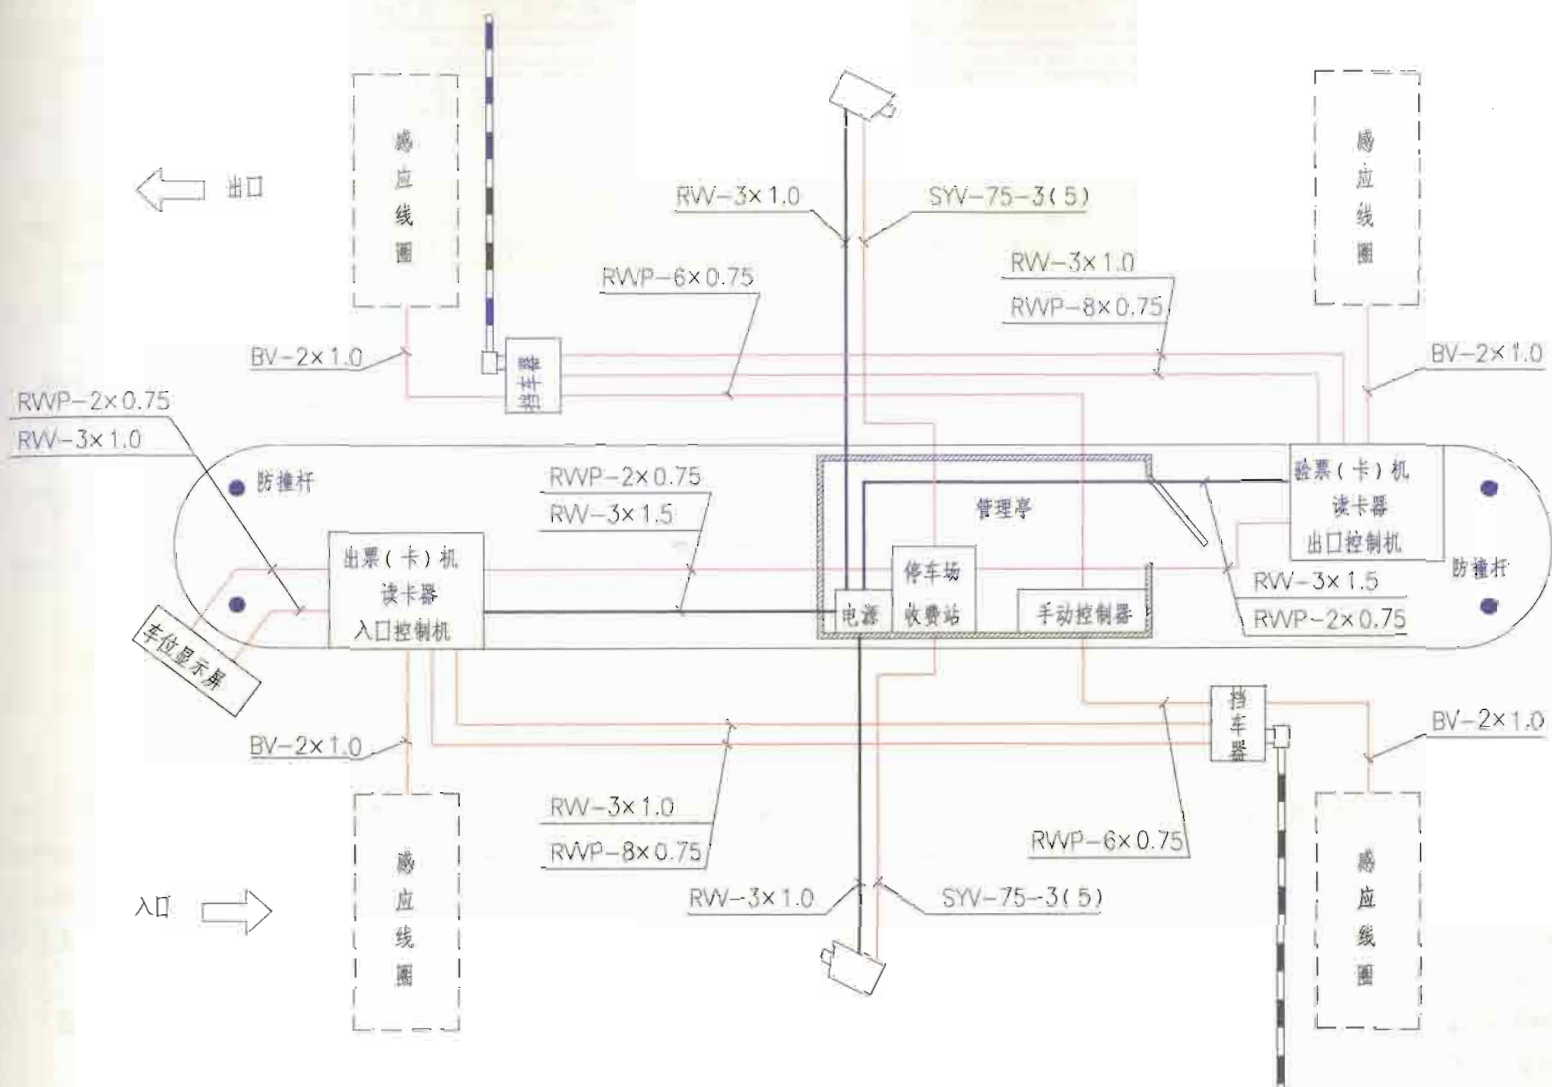 感应线圈
感应线圈
出口
RVV-3×1.0
SYV-75-3(5)
RVVP-6×0.75
RVV-3×1.0
RVVP-8×0.75
BV-2×1.0
挡车器
BV-2×1.0
RVVP-2×0.75
RVV-3×1.0
防撞杆
RVVP-2×0.75
RVV-3×1.5
管理亭
验票(卡)机
读卡器
出口控制机
出票(卡)机
读卡器
入口控制机
停车场
收费站
电源
手动控制器
防撞杆
RVV-3×1.5
RVVP-2×0.75
车位显示屏
挡车器
BV-2×1.0
BV-2×1.0
RVV-3×1.0
RVVP-8×0.75
RVVP-6×0.75
RVV-3×1.0
SYV-75-3(5)
入口
感应线圈
感应线圈